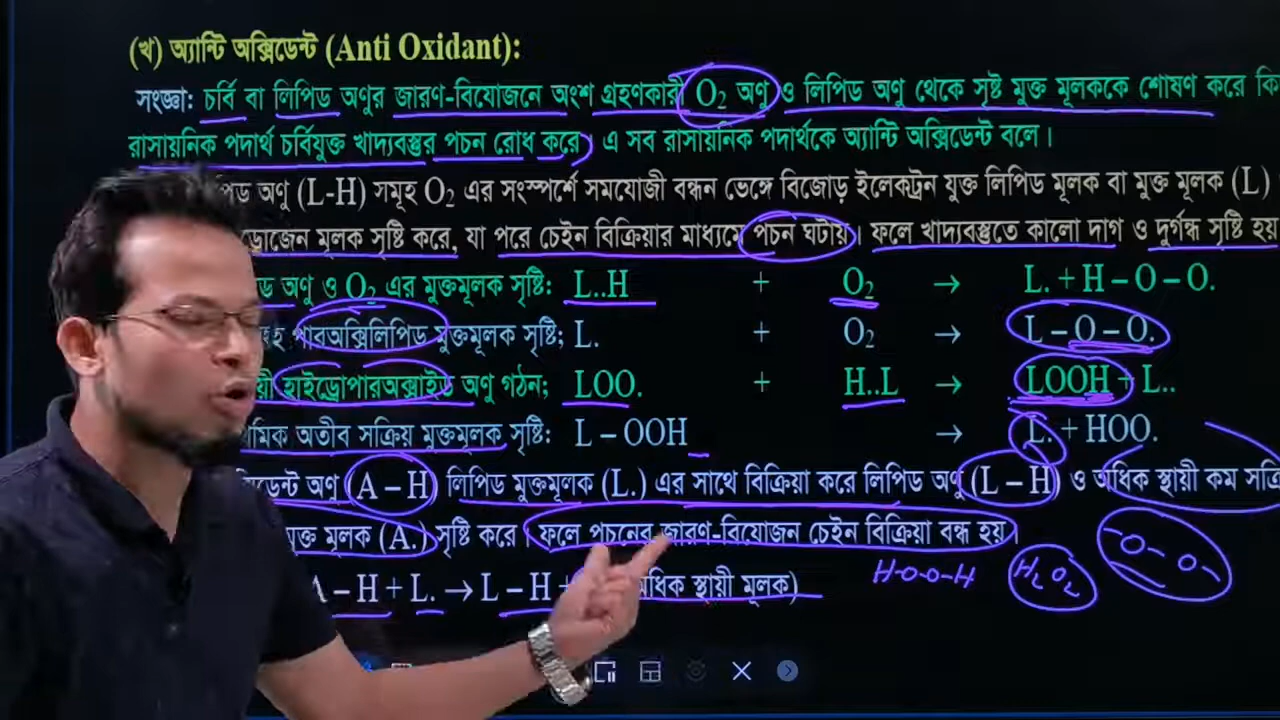 (খ) অ্যান্টি অক্সিডেন্ট (Anti Oxidant):
সংজ্ঞা: চর্বি বা লিপিড অণুর জারণ-বিযোজনে অংশ গ্রহণকারী O₂ অণু ও লিপিড অণু থেকে সৃষ্ট মুক্ত মূলককে শোষণ করে কি
রাসায়নিক পদার্থ চর্বিযুক্ত খাদ্যবস্তুর পচন রোধ করে। এ সব রাসায়নিক পদার্থকে অ্যান্টি অক্সিডেন্ট বলে।
অণু (L-H) সমূহ O₂ এর সংস্পর্শে সমযোজী বন্ধন ভেঙ্গে বিজোড় ইলেকট্রন যুক্ত লিপিড মূলক বা মুক্ত মূলক (L)
মূলক সৃষ্টি করে, যা পরে চেইন বিক্রিয়ার মাধ্যমে পচন ঘটায়। ফলে খাদ্যবস্তুতে কালো দাগ ও দুর্গন্ধ সৃষ্টি হয়
অণু ও O₂ এর মুক্তমূলক সৃষ্টি: L..H + O₂ → L. + H – O – O.
মুক্তমূলক সৃষ্টি; L. + O₂ → L – O – O.
হাইড্রোপারঅক্সাইড অণু গঠন; LOO. + H..L → LOOH + L..
অতীব সক্রিয় মুক্তমূলক সৃষ্টি: L – OOH → L. + HOO.
অণু A – H লিপিড মুক্তমূলক (L.) এর সাথে বিক্রিয়া করে লিপিড অণু (L – H) ও অধিক স্থায়ী কম
মূলক (A.) সৃষ্টি করে। ফলে পচনের জারণ-বিযোজন চেইন বিক্রিয়া বন্ধ হয়।
H-O-O-H H₂O₂ -O-O-
A – H + L. → L – H + স্থায়ী মূলক)